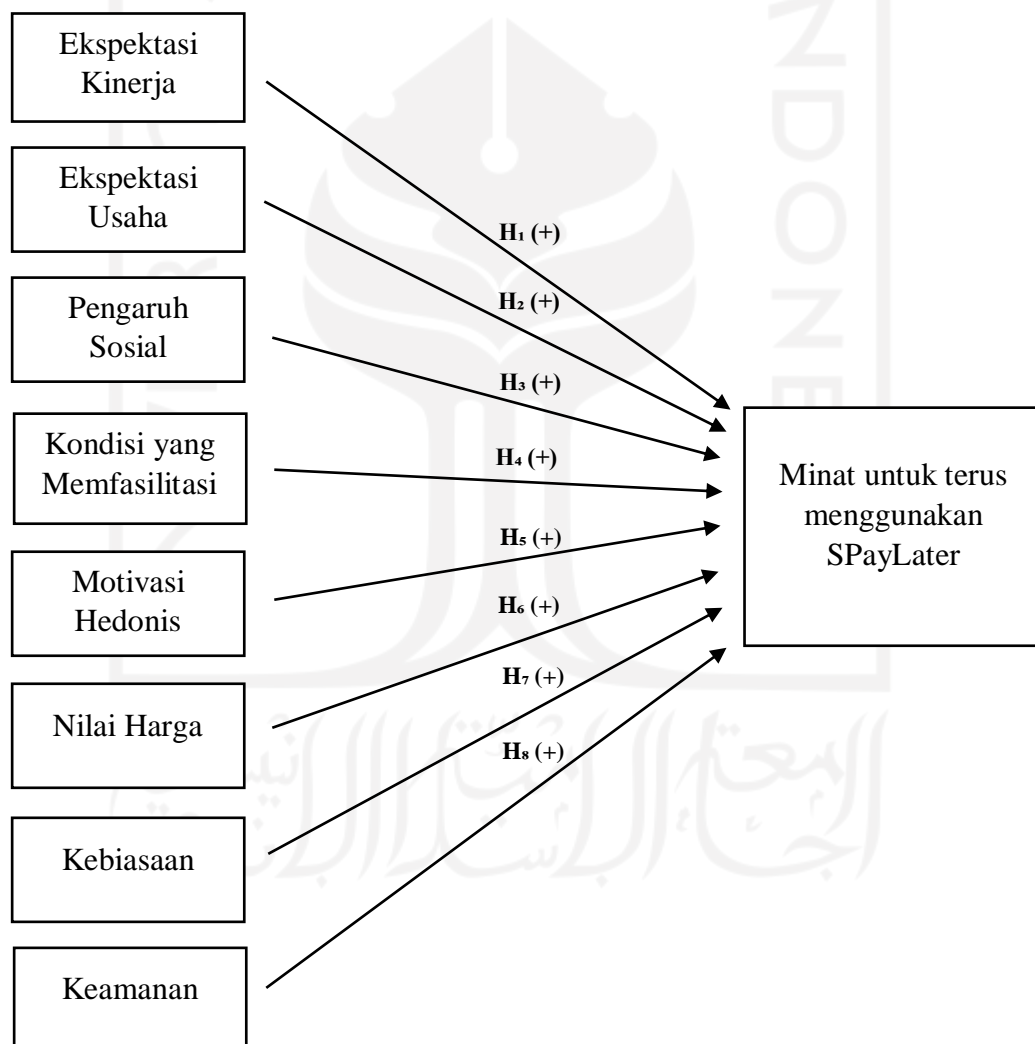 Ekspektasi
Kinerja
Ekspektasi
Usaha
Pengaruh
Sosial
Kondisi yang
Memfasilitasi
Motivasi
Hedonis
Nilai Harga
Kebiasaan
Keamanan
H₁ (+)
H₂ (+)
H₃ (+)
H₄ (+)
H₅ (+)
H₆ (+)
H₇ (+)
H₈ (+)
Minat untuk terus
menggunakan
SPayLater